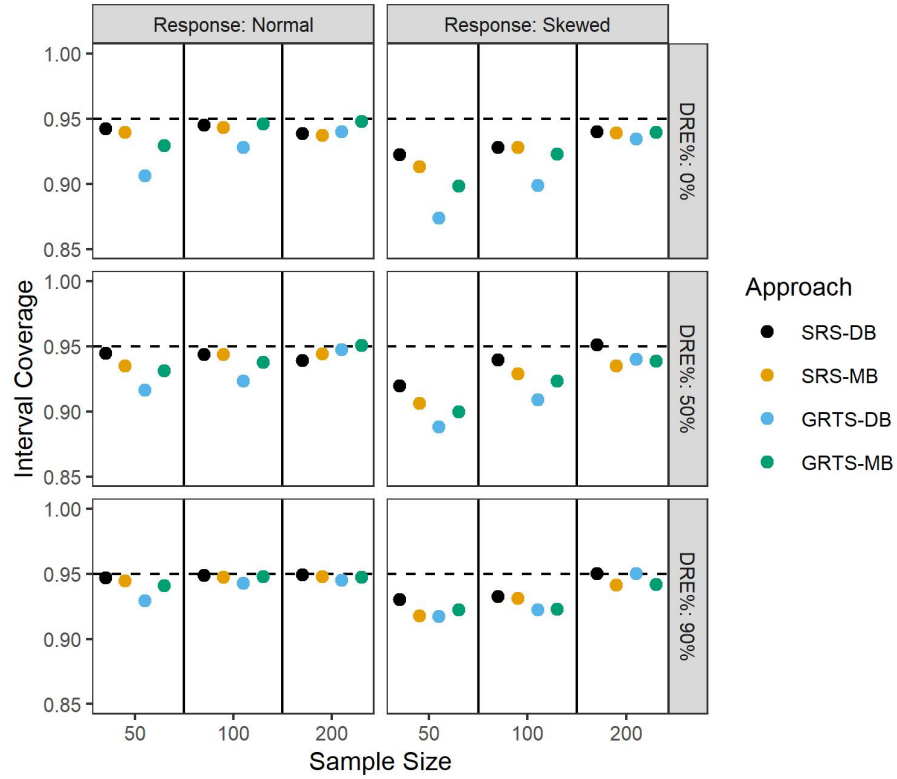 Response: Normal
Response: Skewed
1.00
0.95
0.90
0.85
DRE%: 0%
1.00
0.95
0.90
0.85
DRE%: 50%
1.00
0.95
0.90
0.85
DRE%: 90%
Interval Coverage
50
100
200
50
100
200
Sample Size
Approach
SRS-DB
SRS-MB
GRTS-DB
GRTS-MB